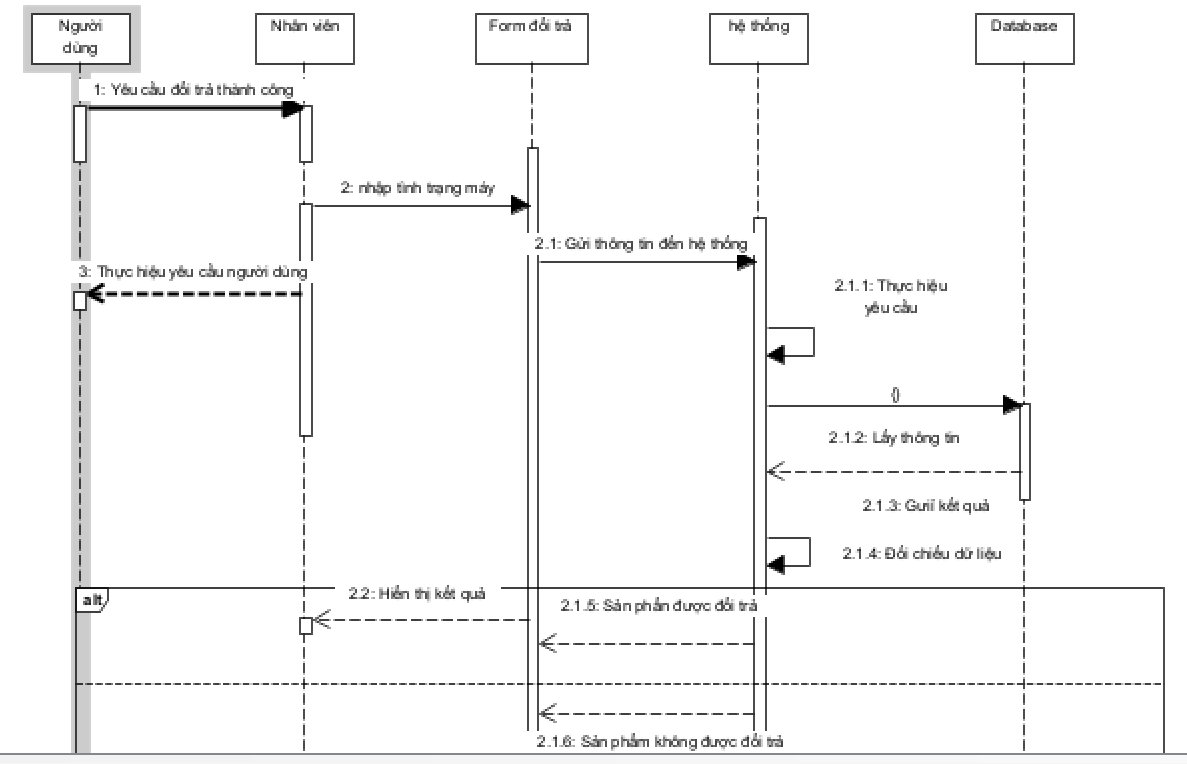 Người
dùng
Nhân viên
Form đổi trả
hệ thống
Database
1: Yêu cầu đổi trả thành công
2: nhập tình trạng máy
2.1: Gửi thông tin đến hệ thống
3: Thực hiệu yêu cầu người dùng
2.1.1: Thực hiệu
yêu cầu
()
2.1.2: Lấy thông tin
2.1.3: Gưiỉ kết quả
2.1.4: Đối chiếu dữ liệu
alt
2.2: Hiển thị kết quả
2.1.5: Sản phẩn được đổi trả
2.1.6: Sản phẩm không được đổi trả